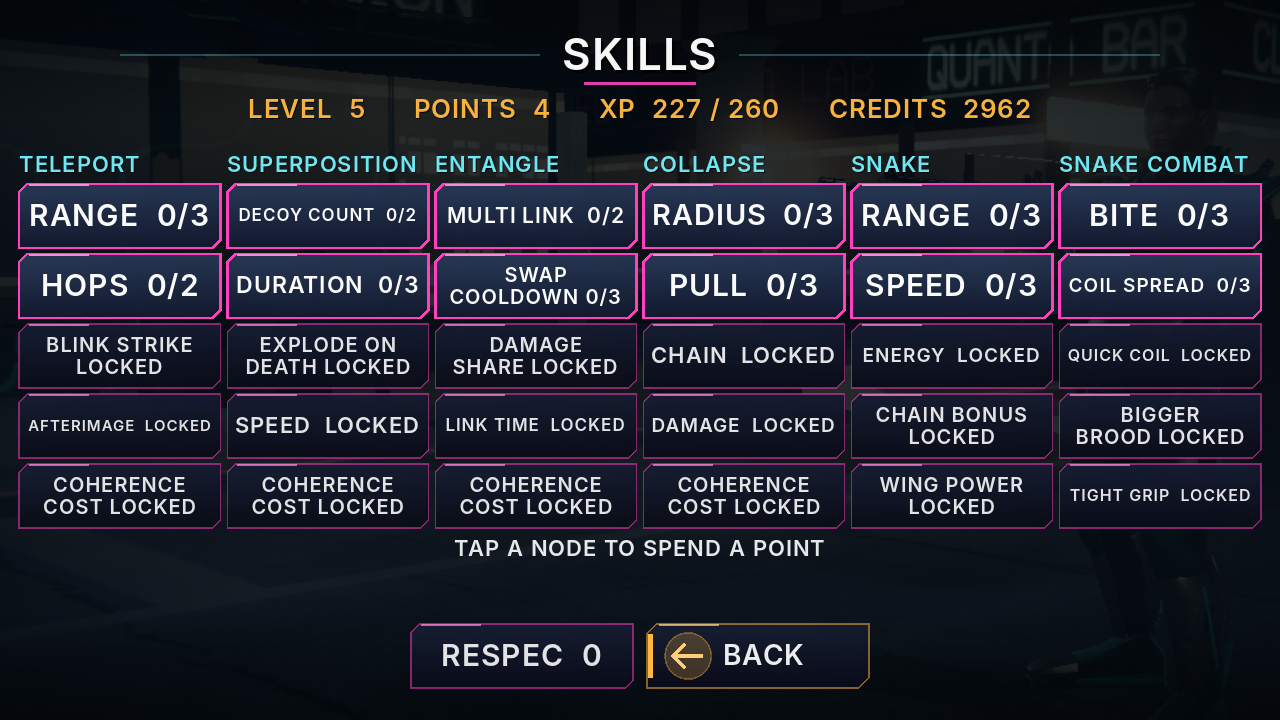 SKILLS
QUANT BAR
LAB
LEVEL 5 POINTS 4 XP 227 / 260 CREDITS 2962
TELEPORT SUPERPOSITION ENTANGLE COLLAPSE SNAKE SNAKE COMBAT
RANGE 0/3 DECOY COUNT 0/2 MULTI LINK 0/2 RADIUS 0/3 RANGE 0/3 BITE 0/3
HOPS 0/2 DURATION 0/3 SWAP COOLDOWN 0/3 PULL 0/3 SPEED 0/3 COIL SPREAD 0/3
BLINK STRIKE LOCKED EXPLODE ON DEATH LOCKED DAMAGE SHARE LOCKED CHAIN LOCKED ENERGY LOCKED QUICK COIL LOCKED
AFTERIMAGE LOCKED SPEED LOCKED LINK TIME LOCKED DAMAGE LOCKED CHAIN BONUS LOCKED BIGGER BROOD LOCKED
COHERENCE COST LOCKED COHERENCE COST LOCKED COHERENCE COST LOCKED COHERENCE COST LOCKED WING POWER LOCKED TIGHT GRIP LOCKED
TAP A NODE TO SPEND A POINT
RESPEC 0 BACK